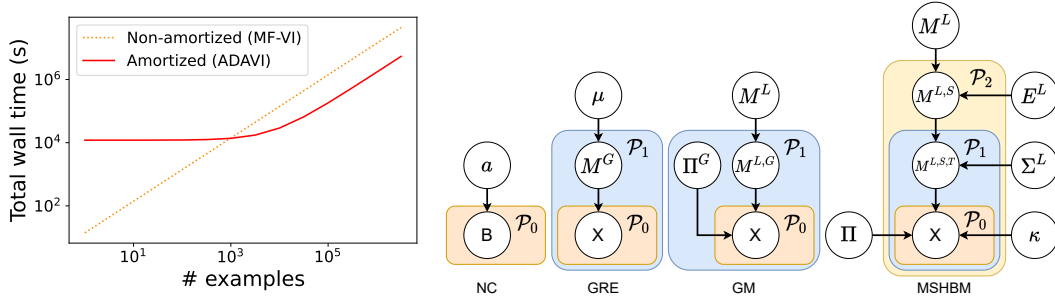 Total wall time (s)
10^6
10^4
10^2
Non-amortized (MF-VI)
Amortized (ADAVI)
10^1
10^3
10^5
# examples
a
B
𝒫_0
NC
μ
M^G
𝒫_1
X
𝒫_0
GRE
M^L
Π^G
M^{L,G}
𝒫_1
X
𝒫_0
GM
M^L
M^{L,S}
𝒫_2
E^L
M^{L,S,T}
𝒫_1
Σ^L
Π
X
𝒫_0
κ
MSHBM